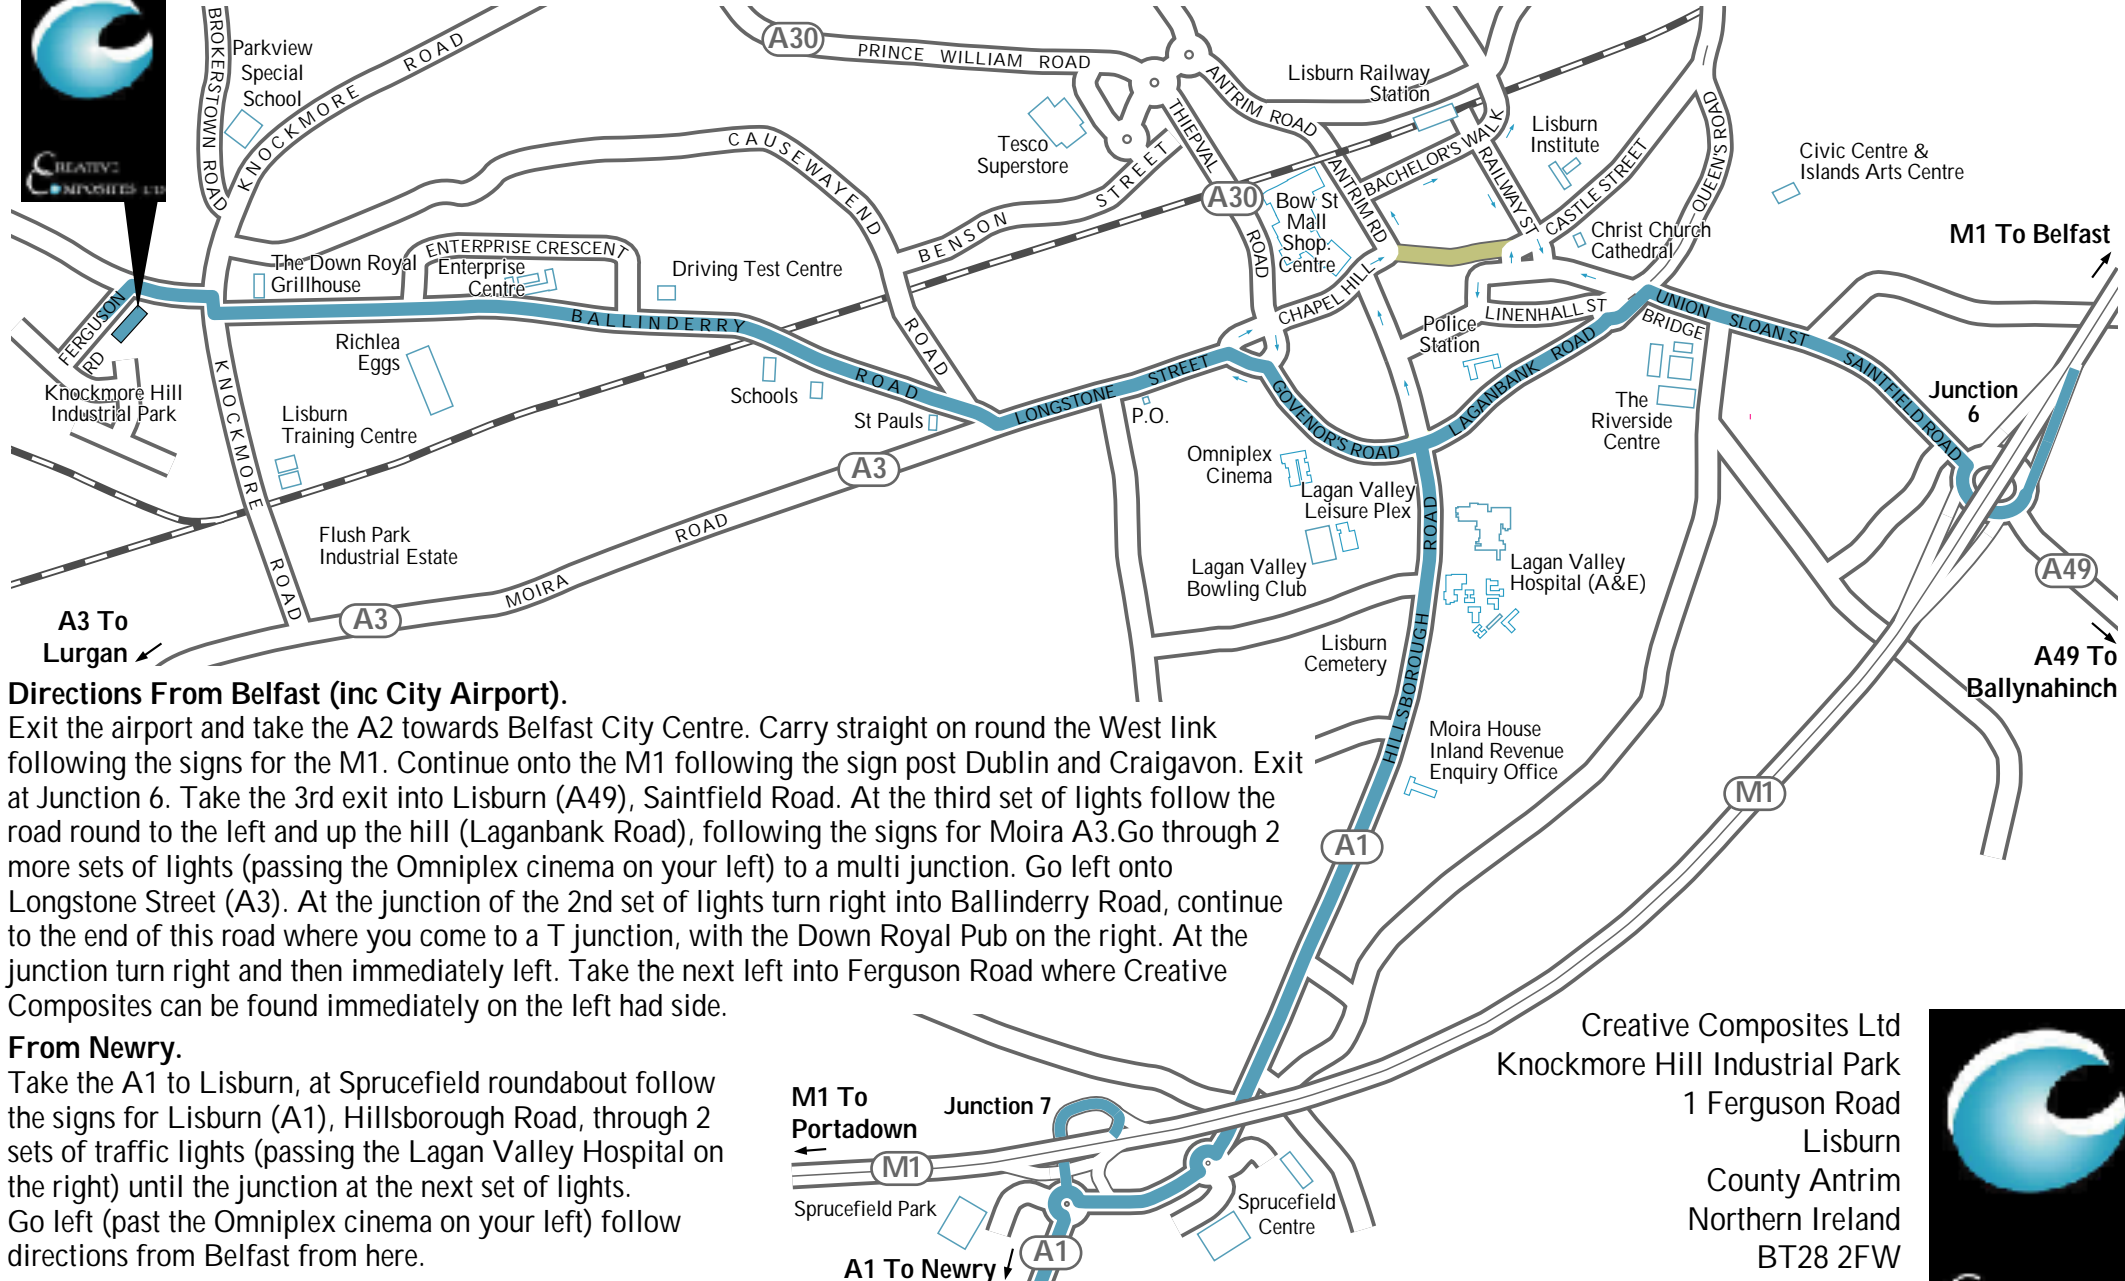 BROKERSTOWN ROAD
Parkview
Special
School
KNOCKMORE ROAD
A30
PRINCE WILLIAM ROAD
ANTRIM ROAD
THIEPVAL
ROAD
Lisburn Railway
Station
Tesco
Superstore
BENSON STREET
CAUSEWAYEND
ROAD
A30
ANTRIM RD
BACHELOR'S WALK
RAILWAY ST
Lisburn
Institute
CASTLE STREET
QUEEN'S ROAD
Civic Centre &
Islands Arts Centre
Bow St
Mall
Shop.
Centre
Christ Church
Cathedral
M1 To Belfast
CREATIVE
COMPOSITES LTD
The Down Royal
Grillhouse
ENTERPRISE CRESCENT
Enterprise
Centre
Driving Test Centre
CHAPEL HILL
LINENHALL ST
UNION
BRIDGE
SLOAN ST
SAINTFIELD ROAD
Junction
6
FERGUSON
RD
BALLINDERRY
ROAD
Richlea
Eggs
Police
Station
LAGANBANK ROAD
The
Riverside
Centre
Knockmore Hill
Industrial Park
KNOCKMORE
ROAD
Lisburn
Training Centre
Schools
St Pauls
LONGSTONE STREET
P.O.
GOVENOR'S ROAD
Omniplex
Cinema
Lagan Valley
Leisure Plex
A3
MOIRA ROAD
Flush Park
Industrial Estate
Lagan Valley
Bowling Club
Lagan Valley
Hospital (A&E)
A49
A3
A3 To
Lurgan
Lisburn
Cemetery
HILLSBOROUGH ROAD
A49 To
Ballynahinch
Moira House
Inland Revenue
Enquiry Office
M1
A1
Directions From Belfast (inc City Airport).
Exit the airport and take the A2 towards Belfast City Centre. Carry straight on round the West link
following the signs for the M1. Continue onto the M1 following the sign post Dublin and Craigavon. Exit
at Junction 6. Take the 3rd exit into Lisburn (A49), Saintfield Road. At the third set of lights follow the
road round to the left and up the hill (Laganbank Road), following the signs for Moira A3.Go through 2
more sets of lights (passing the Omniplex cinema on your left) to a multi junction. Go left onto
Longstone Street (A3). At the junction of the 2nd set of lights turn right into Ballinderry Road, continue
to the end of this road where you come to a T junction, with the Down Royal Pub on the right. At the
junction turn right and then immediately left. Take the next left into Ferguson Road where Creative
Composites can be found immediately on the left had side.
From Newry.
Take the A1 to Lisburn, at Sprucefield roundabout follow
the signs for Lisburn (A1), Hillsborough Road, through 2
sets of traffic lights (passing the Lagan Valley Hospital on
the right) until the junction at the next set of lights.
Go left (past the Omniplex cinema on your left) follow
directions from Belfast from here.
M1 To
Portadown
Junction 7
M1
Sprucefield Park
Sprucefield
Centre
A1
A1 To Newry
Creative Composites Ltd
Knockmore Hill Industrial Park
1 Ferguson Road
Lisburn
County Antrim
Northern Ireland
BT28 2FW